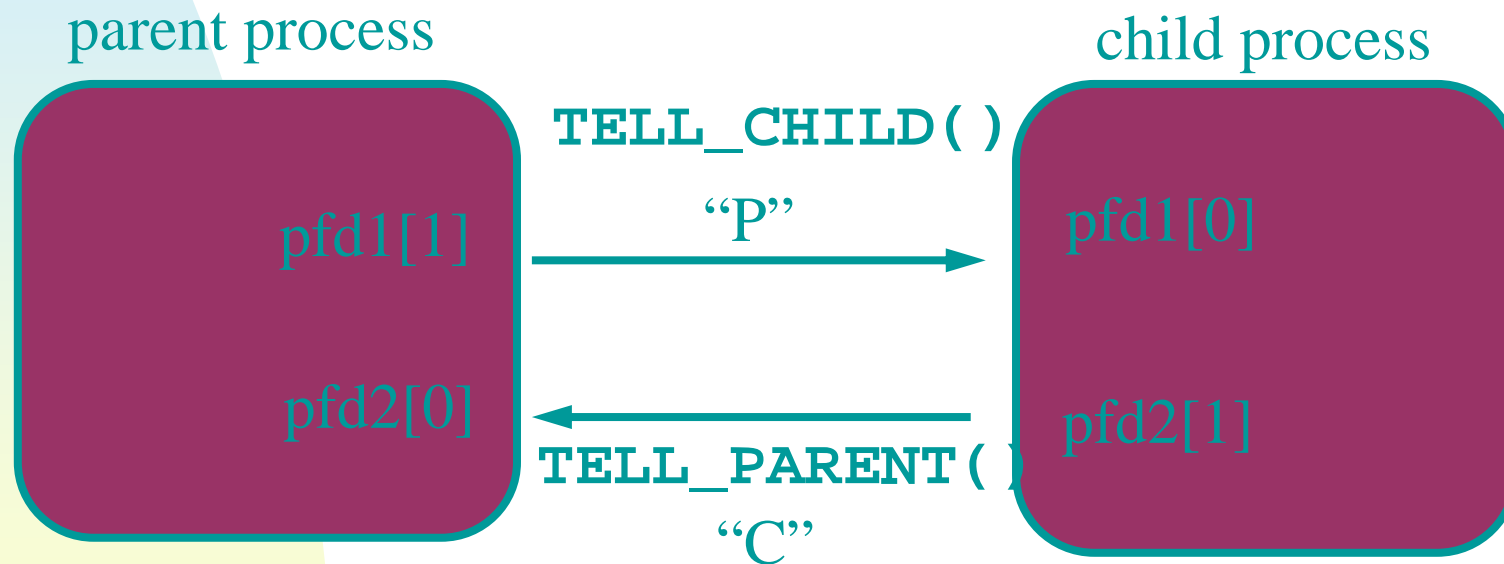 parent process
child process
TELL_CHILD()
“P”
pfd1[1]
pfd1[0]
pfd2[0]
pfd2[1]
TELL_PARENT()
“C”